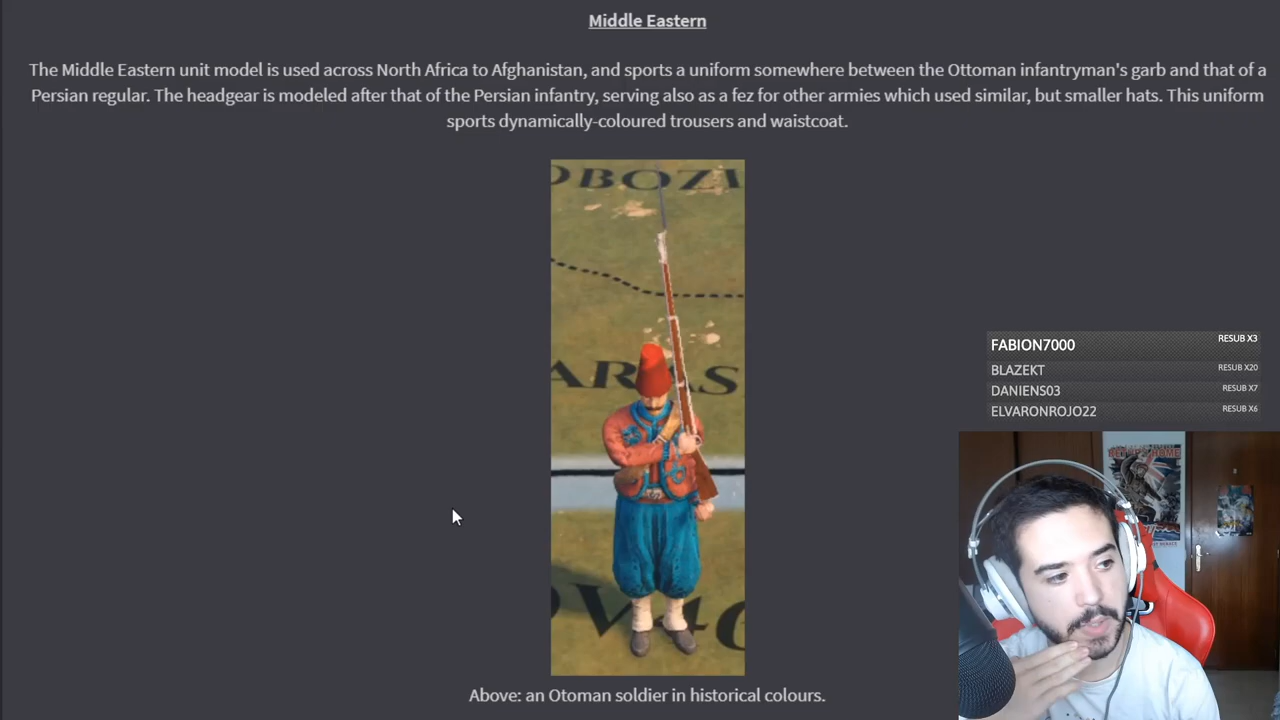 Middle Eastern
The Middle Eastern unit model is used across North Africa to Afghanistan, and sports a uniform somewhere between the Ottoman infantryman's garb and that of a
Persian regular. The headgear is modeled after that of the Persian infantry, serving also as a fez for other armies which used similar, but smaller hats. This uniform
sports dynamically-coloured trousers and waistcoat.
OBOZI
ARAS
Above: an Otoman soldier in historical colours.
FABION7000 RESUB X3
BLAZEKT RESUB X20
DANIENS03 RESUB X7
ELVARONROJO22 RESUB X6